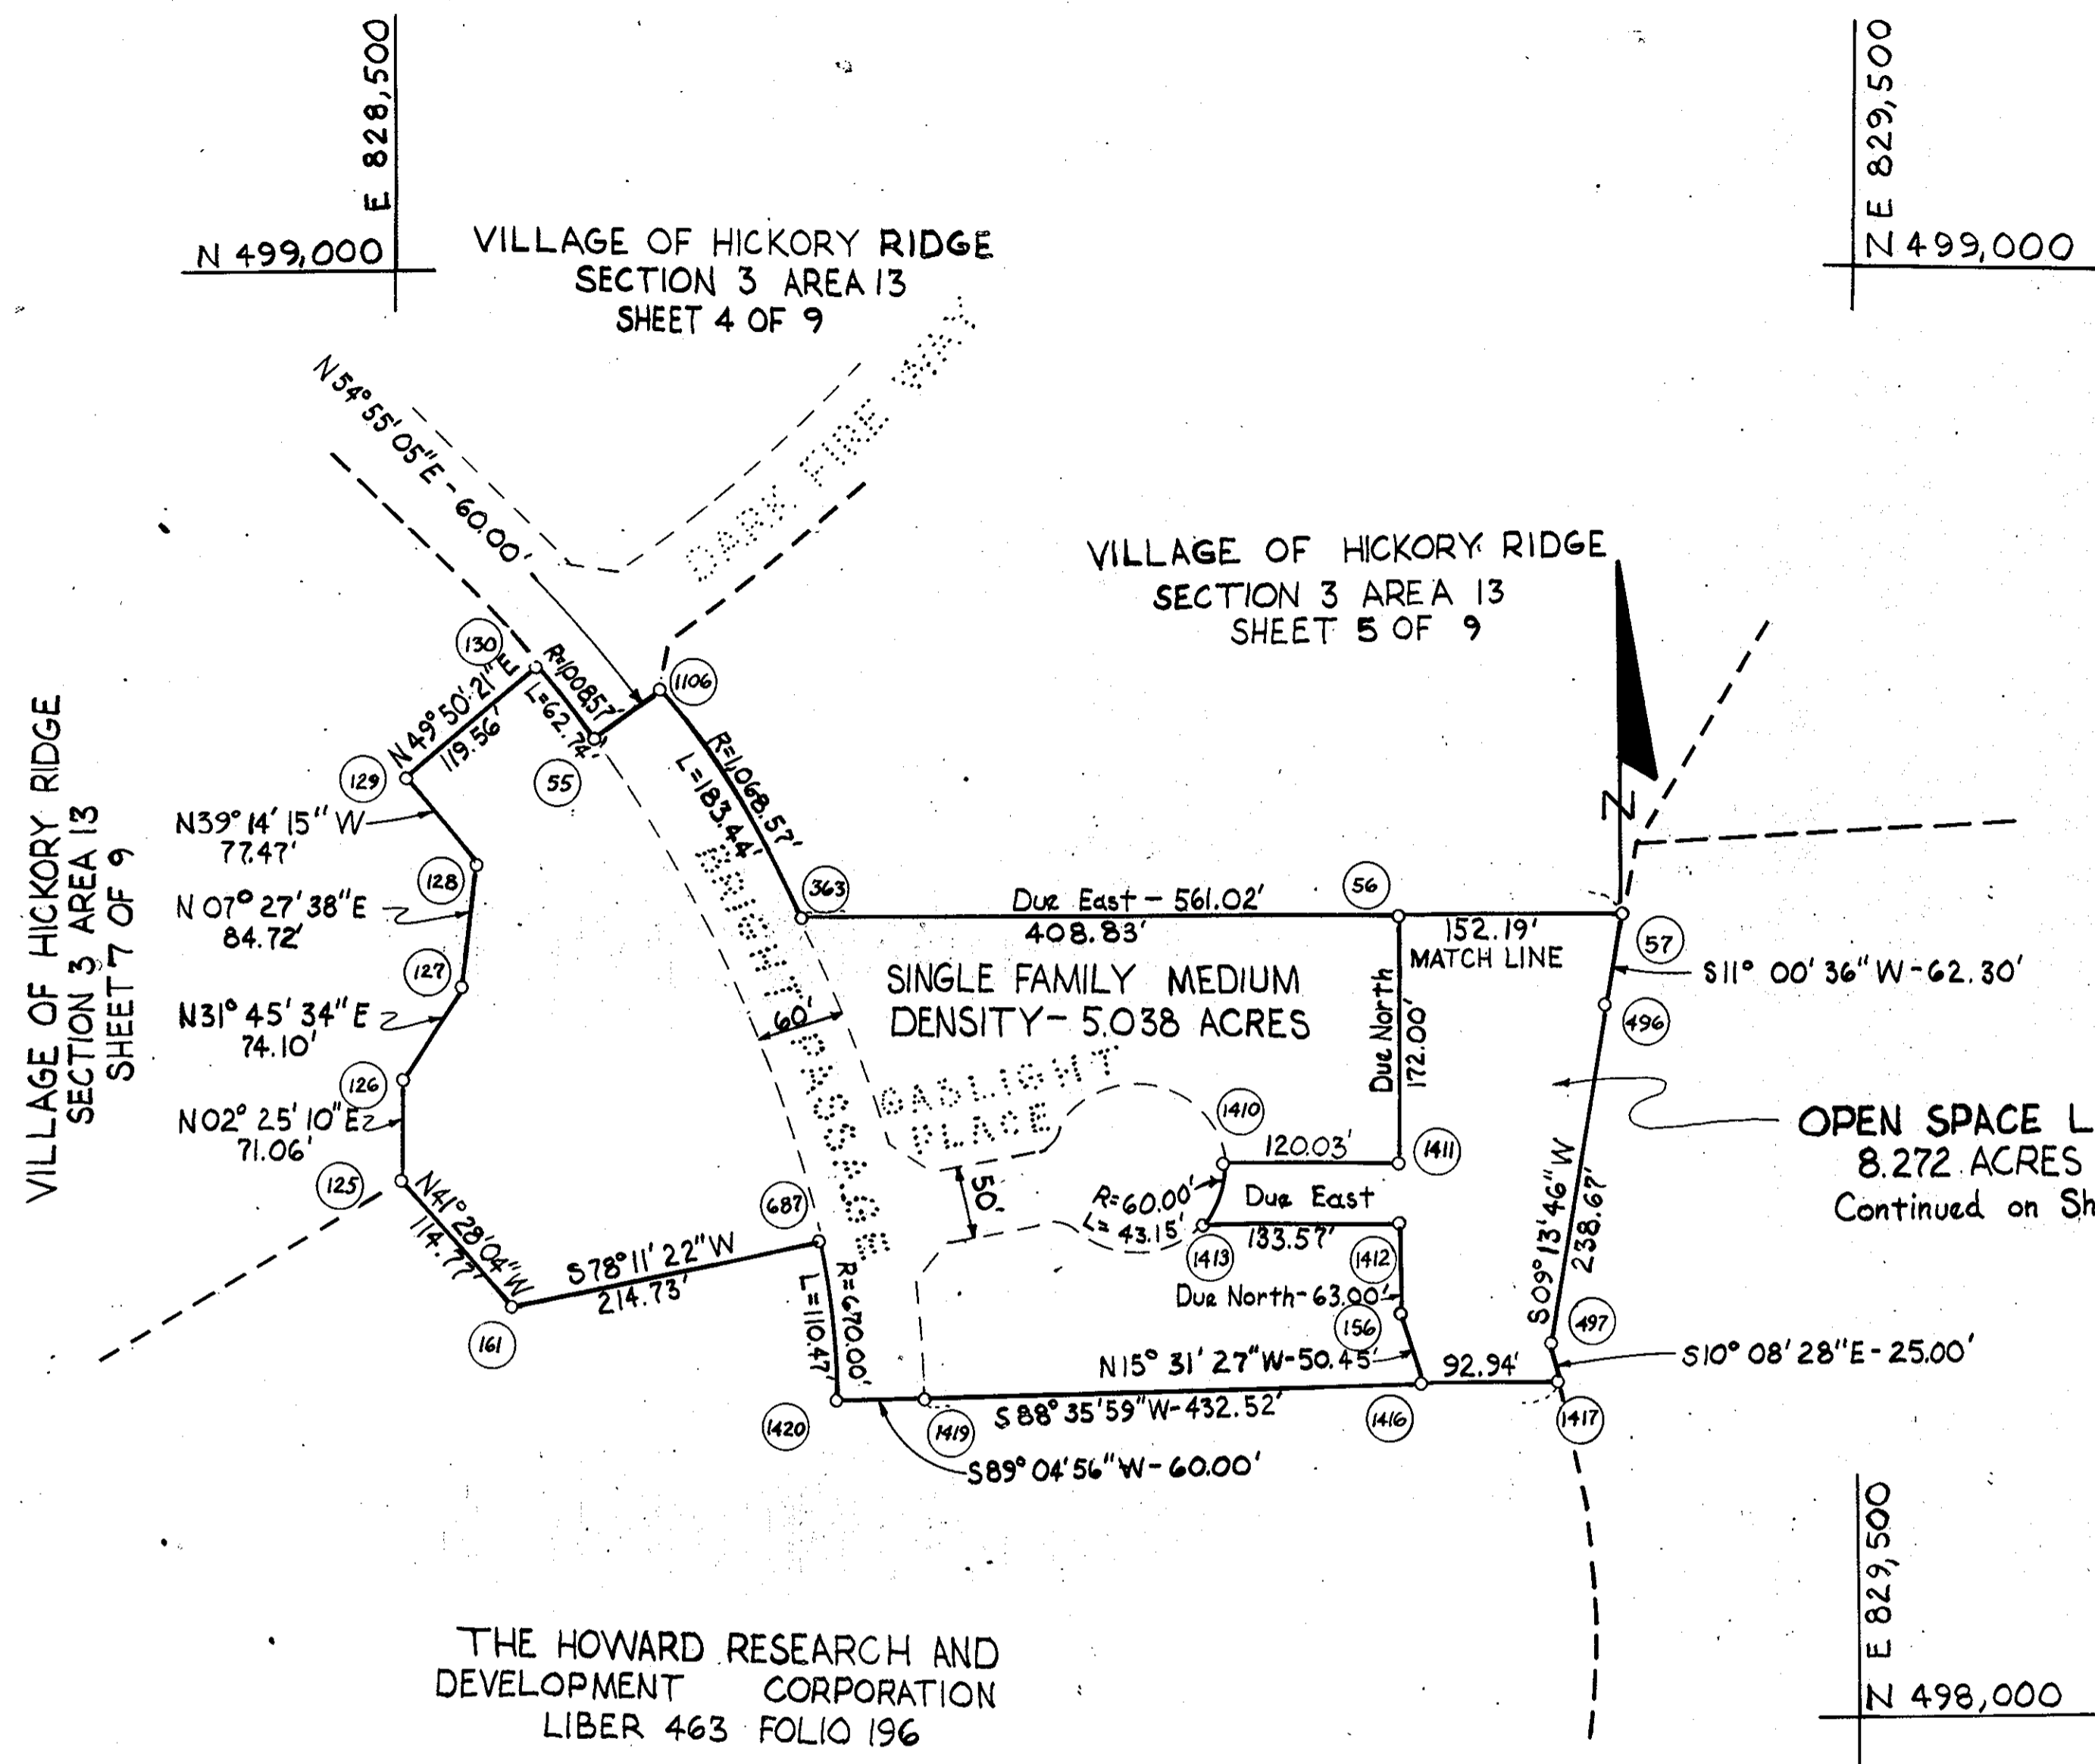 E 828,500
N 499,000
E 829,500
N 499,000
VILLAGE OF HICKORY RIDGE
SECTION 3 AREA 13
SHEET 4 OF 9
N54°55'05"E - 60.00'
DARK FIRE WAY
VILLAGE OF HICKORY RIDGE
SECTION 3 AREA 13
SHEET 5 OF 9
130
R=1,008.57'
L=62.74'
1106
N49°50'21"E
119.56'
129
55
R=1,068.57'
L=183.44'
N
VILLAGE OF HICKORY RIDGE
SECTION 3 AREA 13
SHEET 7 OF 9
N39°14'15"W
77.47'
128
363
56
Due East - 561.02'
408.83'
152.19'
MATCH LINE
57
N07°27'38"E
84.72'
127
SINGLE FAMILY MEDIUM
DENSITY - 5.038 ACRES
Due North
172.00'
S11°00'36"W-62.30'
496
N31°45'34"E
74.10'
60'
PASSAGE
126
GASLIGHT
PLACE
N02°25'10"E
71.06'
125
1410
120.03'
1411
OPEN SPACE L
8.272 ACRES
Continued on Sh
50'
R=60.00'
L=43.15'
Due East
133.57'
1413
1412
S09°13'46"W
238.67'
N41°28'04"W
114.77'
687
S78°11'22"W
214.73'
161
R=670.00'
L=110.47'
Due North-63.00'
156
497
N15°31'27"W-50.45'
92.94'
S10°08'28"E-25.00'
1420
1419
S88°35'59"W-432.52'
1416
1417
S89°04'56"W-60.00'
THE HOWARD RESEARCH AND
DEVELOPMENT CORPORATION
LIBER 463 FOLIO 196
E 829,500
N 498,000